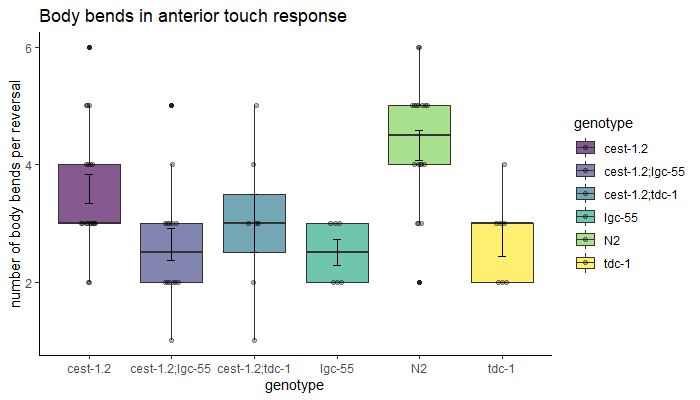 Body bends in anterior touch response
number of body bends per reversal
6
4
2
cest-1.2 cest-1.2;lgc-55 cest-1.2;tdc-1 lgc-55 N2 tdc-1
genotype
genotype
cest-1.2
cest-1.2;lgc-55
cest-1.2;tdc-1
lgc-55
N2
tdc-1